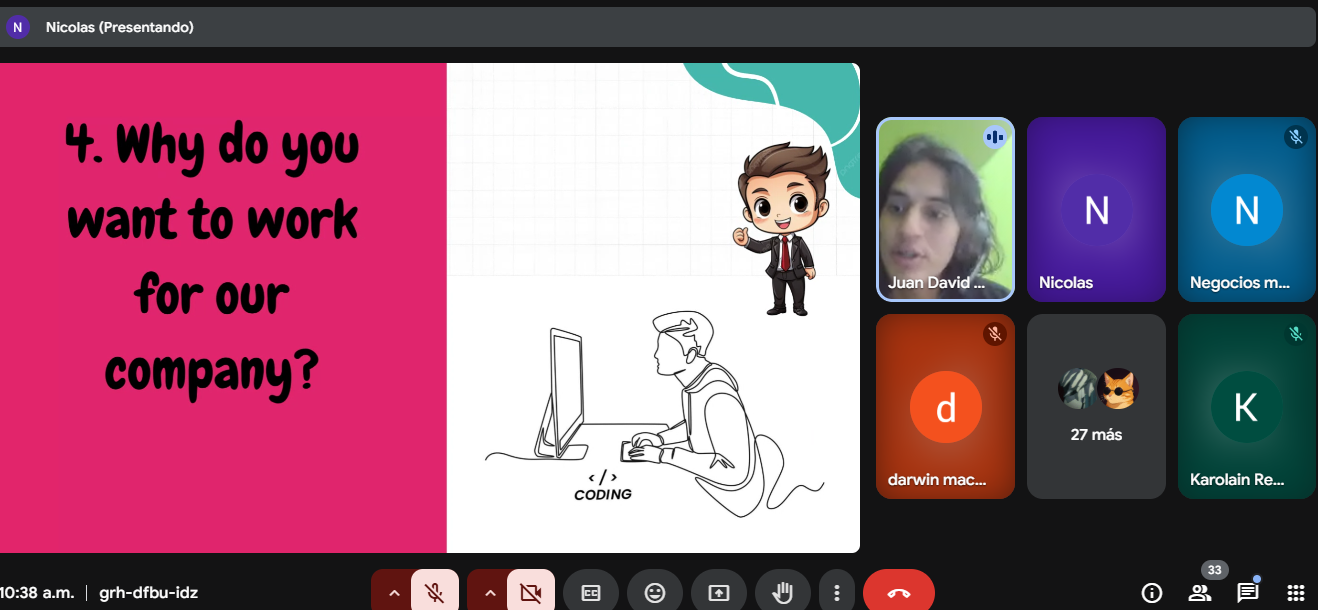 N
Nicolas (Presentando)
4. Why do you
want to work
for our
company?
</>
CODING
Juan David ...
N
Nicolas
N
Negocios m...
d
darwin mac...
27 más
K
Karolain Re...
10:38 a.m. | grh-dfbu-idz
33